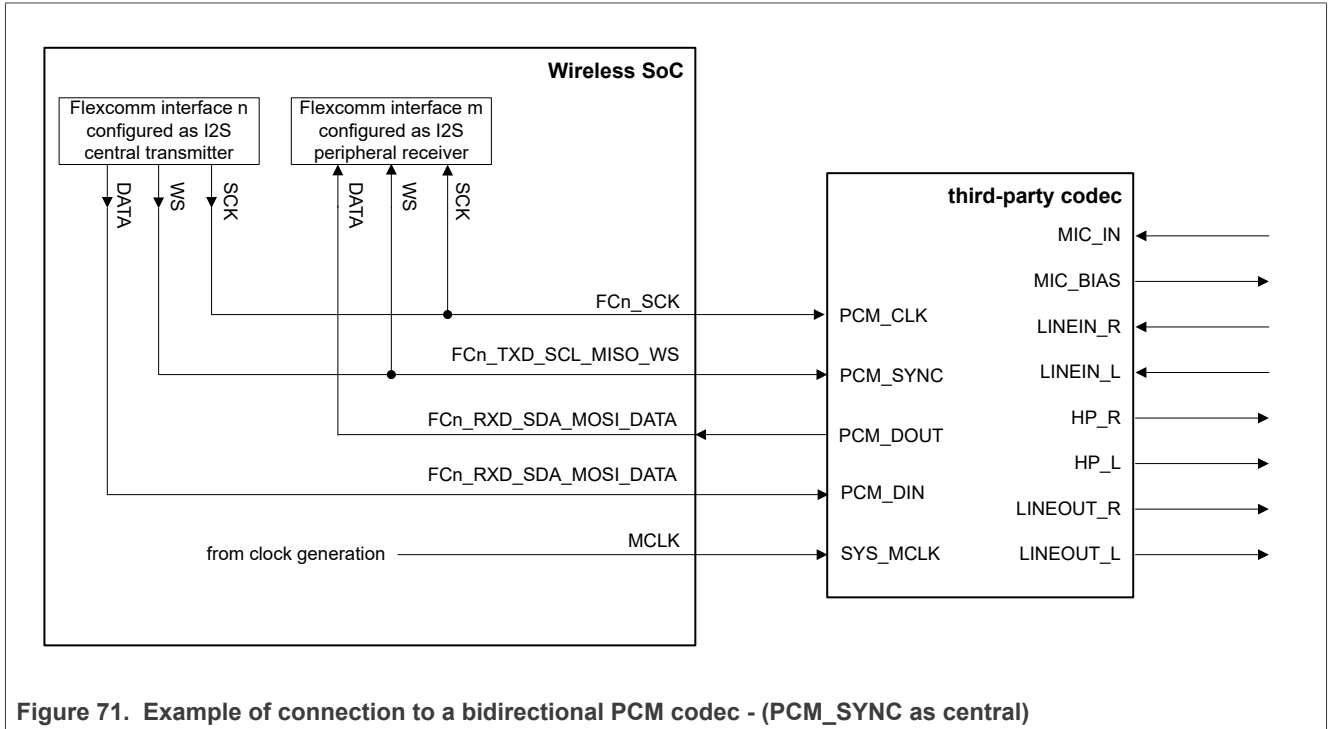 Wireless SoC
Flexcomm interface n
configured as I2S
central transmitter
Flexcomm interface m
configured as I2S
peripheral receiver
DATA
WS
SCK
DATA
WS
SCK
third-party codec
FCn_SCK
FCn_TXD_SCL_MISO_WS
FCn_RXD_SDA_MOSI_DATA
FCn_RXD_SDA_MOSI_DATA
from clock generation
MCLK
PCM_CLK
PCM_SYNC
PCM_DOUT
PCM_DIN
SYS_MCLK
MIC_IN
MIC_BIAS
LINEIN_R
LINEIN_L
HP_R
HP_L
LINEOUT_R
LINEOUT_L
Figure 71. Example of connection to a bidirectional PCM codec - (PCM_SYNC as central)